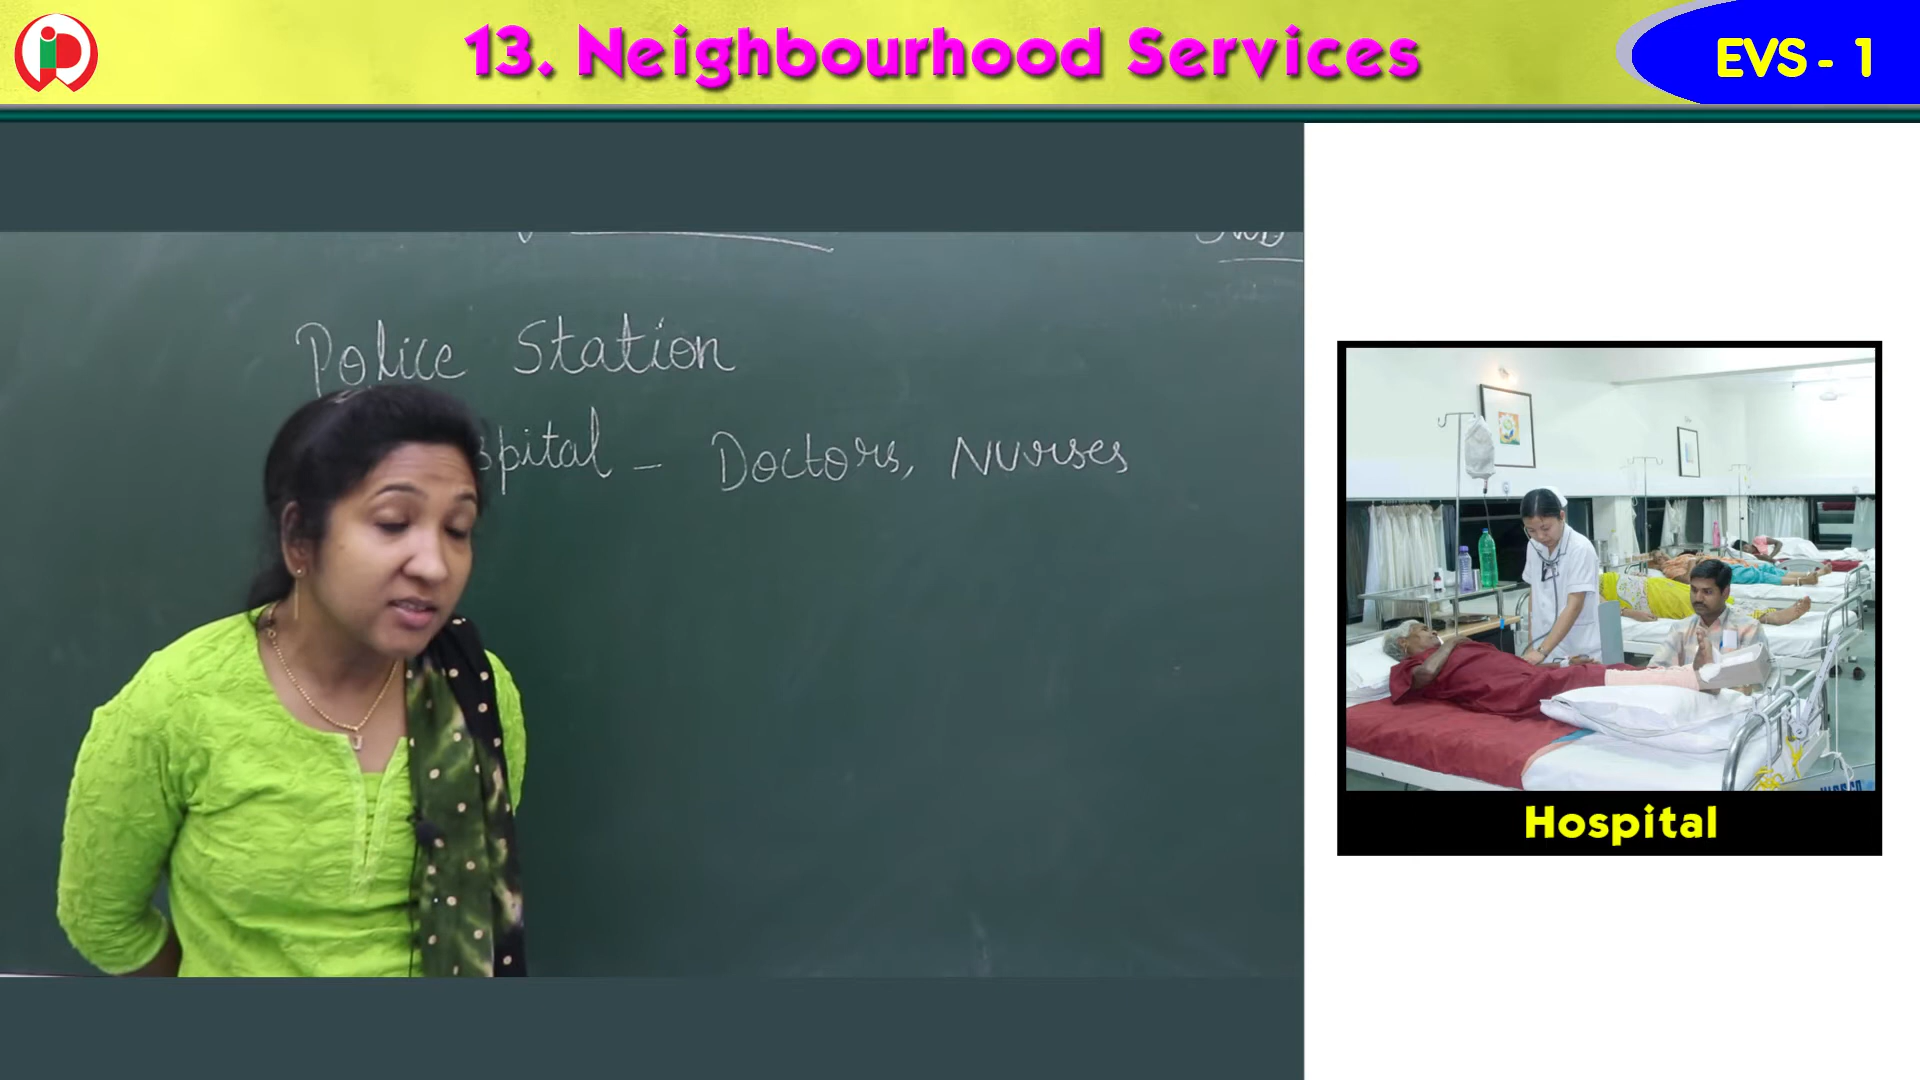 13. Neighbourhood Services
EVS - 1
Police Station
spital - Doctors, Nurses
Hospital